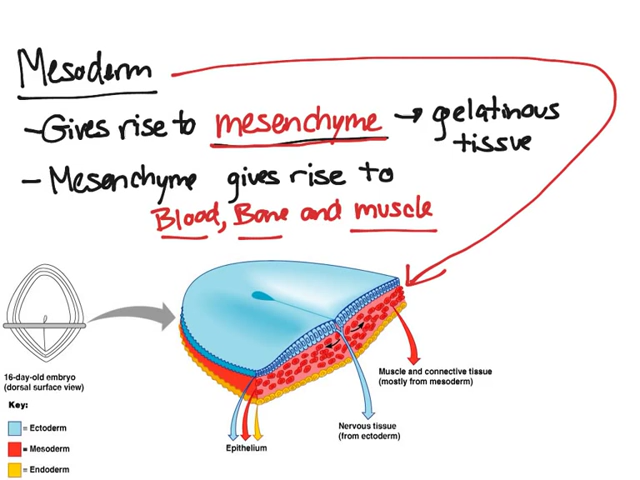 Mesoderm
- Gives rise to mesenchyme → gelatinous
tissue
- Mesenchyme gives rise to
Blood, Bone and muscle
16-day-old embryo
(dorsal surface view)
Key:
= Ectoderm
= Mesoderm
= Endoderm
Epithelium
Nervous tissue
(from ectoderm)
Muscle and connective tissue
(mostly from mesoderm)